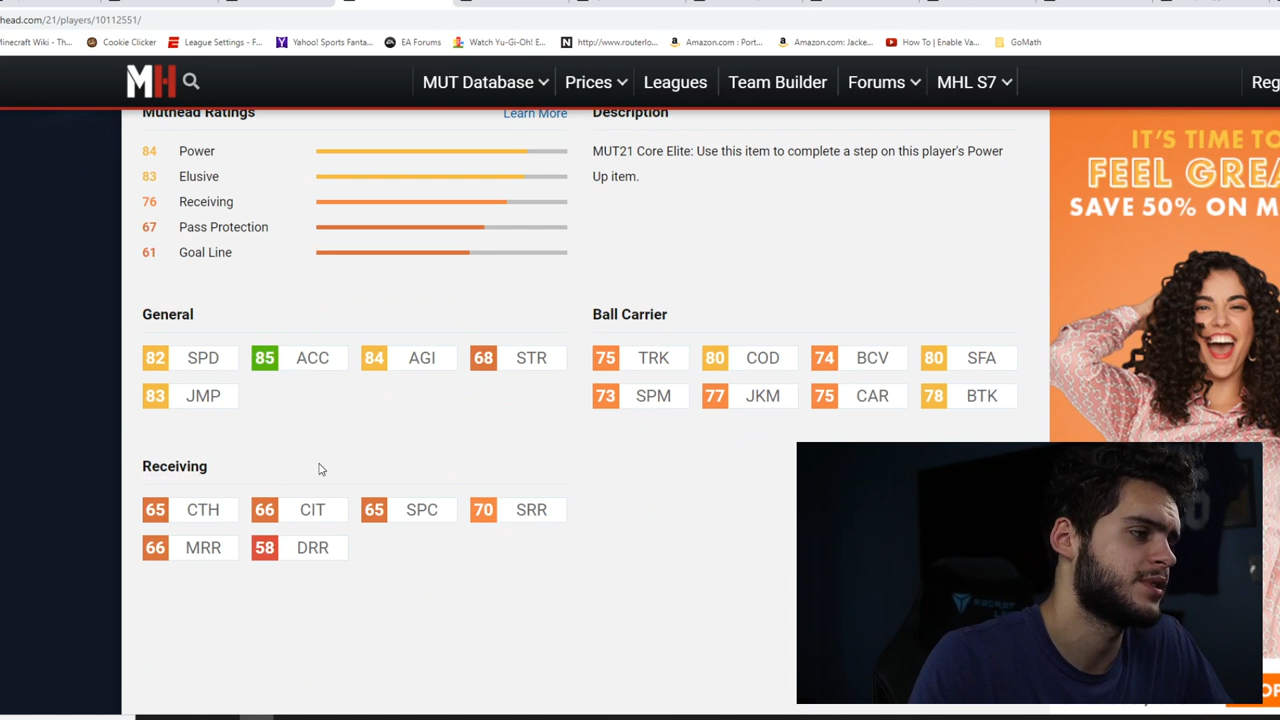 head.com/21/players/10112551/
Minecraft Wiki - Th...
Cookie Clicker
League Settings - F...
Yahoo! Sports Fanta...
EA Forums
Watch Yu-Gi-Oh! E...
http://www.routerlo...
Amazon.com : Port...
Amazon.com: Jacke...
How To | Enable Va...
GoMath
MH
MUT Database
Prices
Leagues
Team Builder
Forums
MHL S7
Reg
Muthead Ratings
Learn More
84 Power
83 Elusive
76 Receiving
67 Pass Protection
61 Goal Line
Description
MUT21 Core Elite: Use this item to complete a step on this player's Power
Up item.
General
82 SPD 85 ACC 84 AGI 68 STR
83 JMP
Ball Carrier
75 TRK 80 COD 74 BCV 80 SFA
73 SPM 77 JKM 75 CAR 78 BTK
Receiving
65 CTH 66 CIT 65 SPC 70 SRR
66 MRR 58 DRR
IT'S TIME TO
FEEL GREA
SAVE 50% ON M